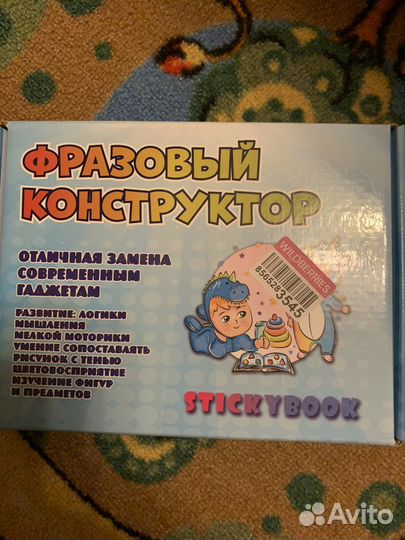 ФРАЗОВЫЙ
КОНСТРУКТОР
ОТЛИЧНАЯ ЗАМЕНА
СОВРЕМЕННЫМ
ГАДЖЕТАМ
РАЗВИТИЕ: ЛОГИКИ
МЫШЛЕНИЯ
МЕЛКОЙ МОТОРИКИ
УМЕНИЕ СОПОСТАВЛЯТЬ
РИСУНОК С ТЕНЬЮ
ЦВЕТОВОСПРИЯТИЕ
ИЗУЧЕНИЕ ФИГУР
И ПРЕДМЕТОВ
WILDBERRIES
8565283545
STICKYBOOK
Avito